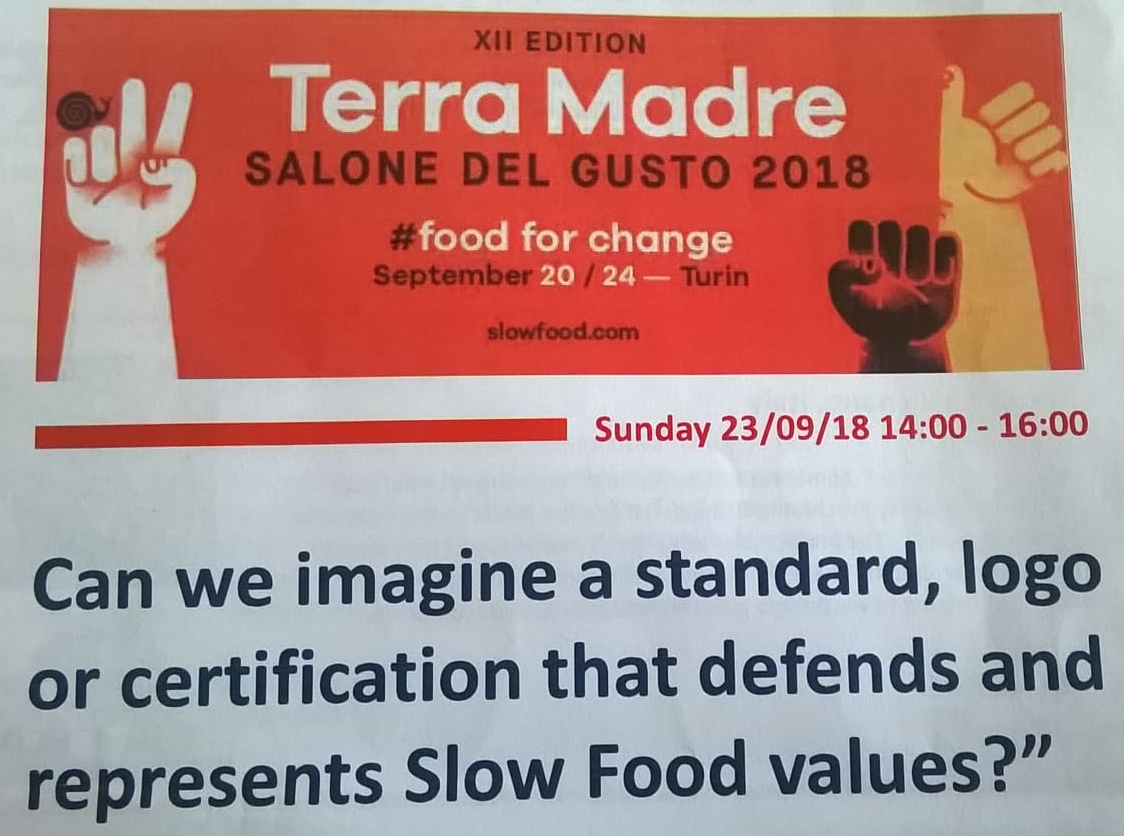 XII EDITION
Terra Madre
SALONE DEL GUSTO 2018
#food for change
September 20 / 24 — Turin
slowfood.com
Sunday 23/09/18 14:00 - 16:00
Can we imagine a standard, logo
or certification that defends and
represents Slow Food values?”